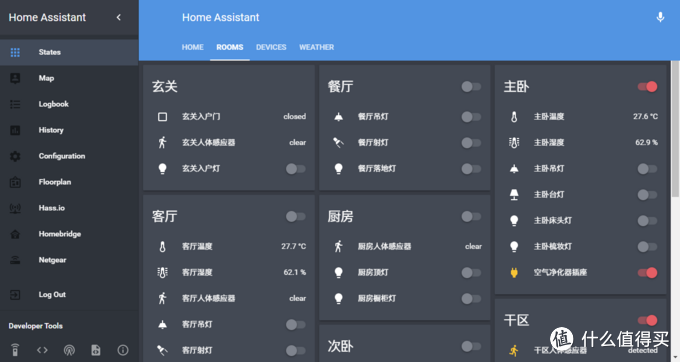 Home Assistant
States
Map
Logbook
History
Configuration
Floorplan
Hass.io
Homebridge
Netgear
Log Out
Developer Tools
Home Assistant
HOME ROOMS DEVICES WEATHER
玄关
玄关入户门 closed
玄关人体感应器 clear
玄关入户灯
客厅
客厅温度 27.7 °C
客厅湿度 62.1 %
客厅人体感应器 clear
客厅吊灯
客厅射灯
餐厅
餐厅吊灯
餐厅射灯
餐厅落地灯
厨房
厨房人体感应器 clear
厨房顶灯
厨房橱柜灯
次卧
主卧
主卧温度 27.6 °C
主卧湿度 62.9 %
主卧吊灯
主卧台灯
主卧床头灯
主卧梳妆灯
空气净化器插座
干区
干区人体感应器 detected
值 什么值得买